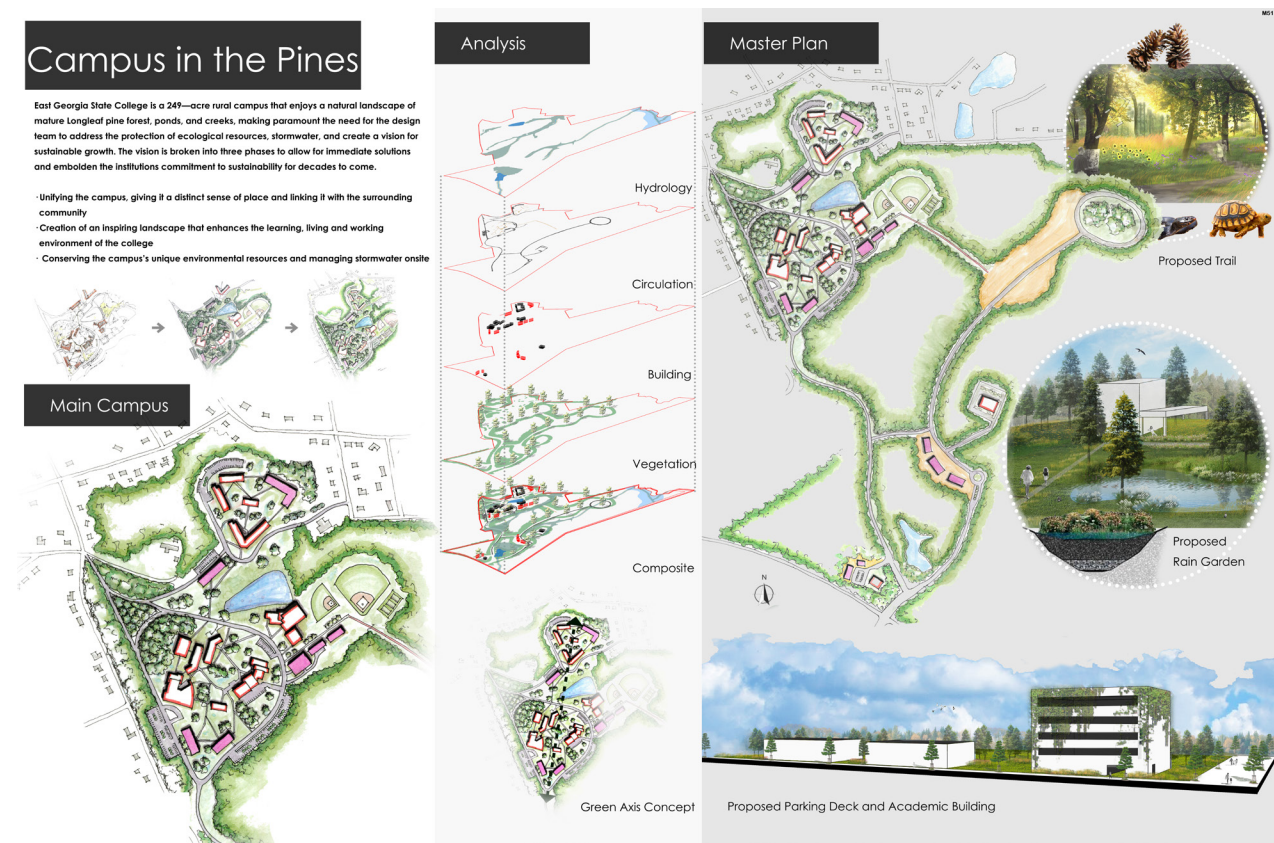 Campus in the Pines
East Georgia State College is a 249—acre rural campus that enjoys a natural landscape of
mature Longleaf pine forest, ponds, and creeks, making paramount the need for the design
team to address the protection of ecological resources, stormwater, and create a vision for
sustainable growth. The vision is broken into three phases to allow for immediate solutions
and embolden the institutions commitment to sustainability for decades to come.
· Unifying the campus, giving it a distinct sense of place and linking it with the surrounding
community
· Creation of an inspiring landscape that enhances the learning, living and working
environment of the college
· Conserving the campus's unique environmental resources and managing stormwater onsite
Main Campus
Analysis
Hydrology
Circulation
Building
Vegetation
Composite
Green Axis Concept
Master Plan
M51
Proposed Trail
Proposed
Rain Garden
N
Proposed Parking Deck and Academic Building